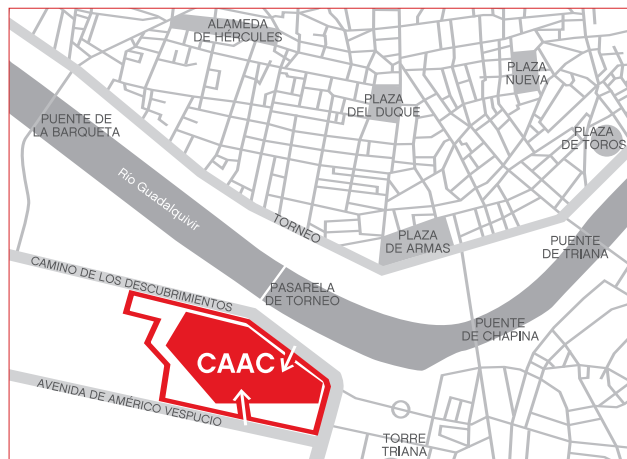 ALAMEDA
DE HÉRCULES
PLAZA
NUEVA
PLAZA
DEL DUQUE
PUENTE DE
LA BARQUETA
PLAZA
DE TOROS
Río Guadalquivir
TORNEO
PLAZA
DE ARMAS
PUENTE
DE TRIANA
CAMINO DE LOS DESCUBRIMIENTOS
PASARELA
DE TORNEO
PUENTE
DE CHAPINA
CAAC
AVENIDA DE AMÉRICO VESPUCIO
TORRE
TRIANA